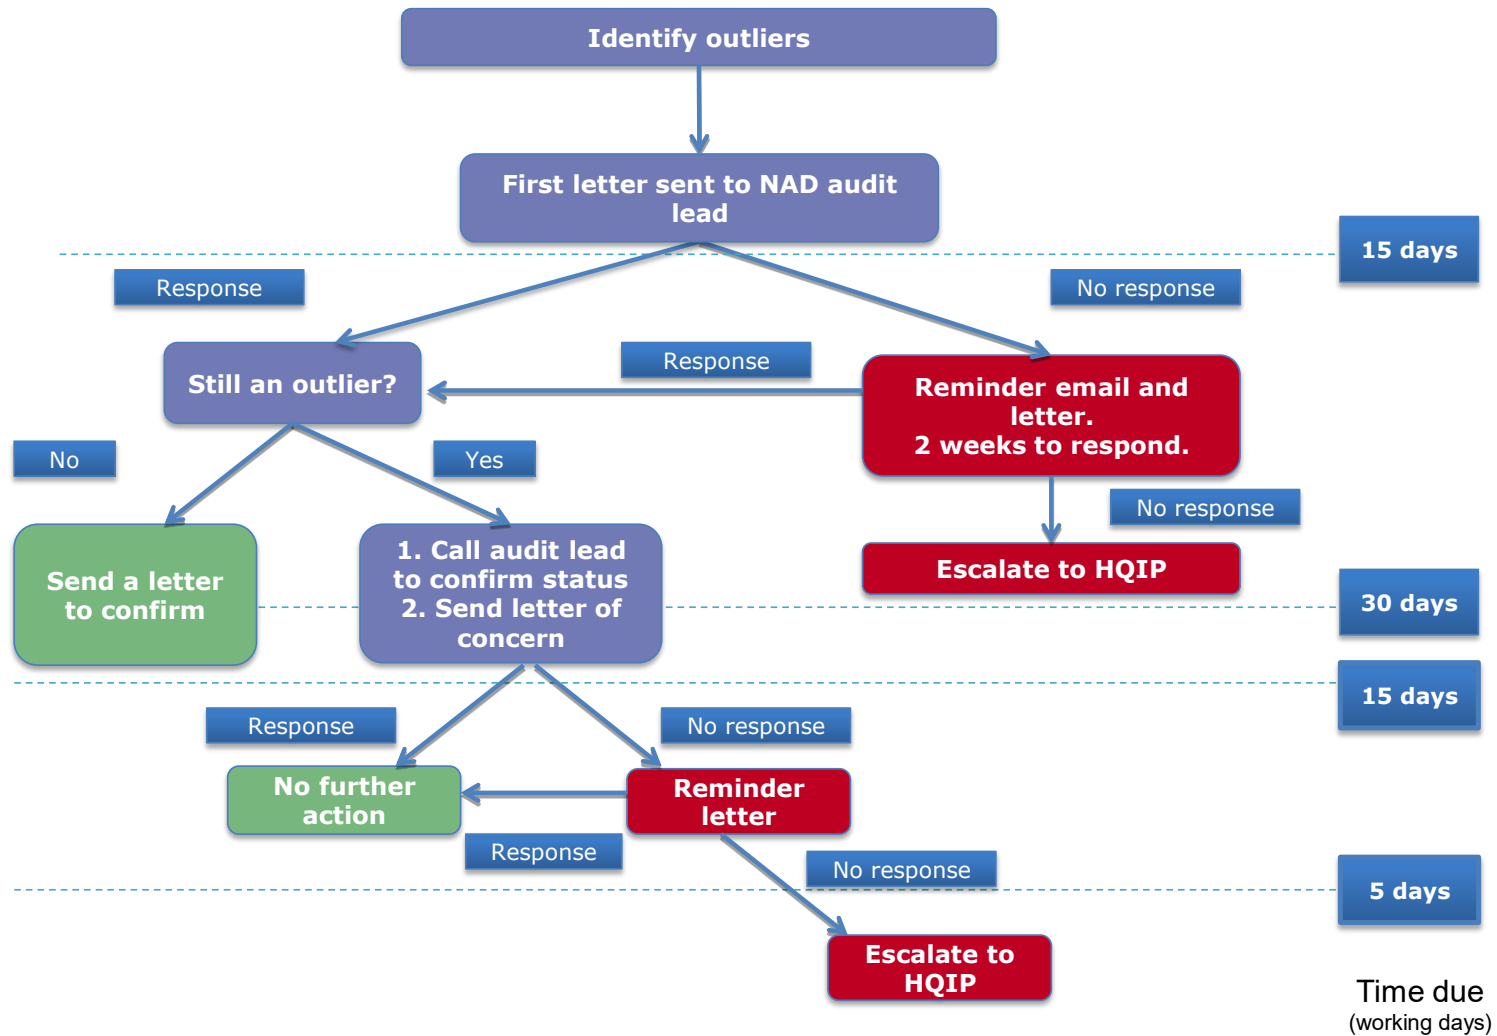 Identify outliers
First letter sent to NAD audit
lead
15 days
Response
No response
Still an outlier?
Response
Reminder email and
letter.
2 weeks to respond.
No
Yes
No response
Send a letter
to confirm
1. Call audit lead
to confirm status
2. Send letter of
concern
Escalate to HQIP
30 days
15 days
Response
No response
No further
action
Reminder
letter
Response
No response
5 days
Escalate to
HQIP
Time due
(working days)